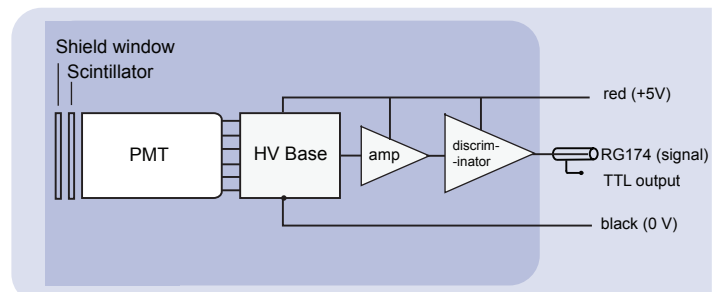 Shield window
Scintillator
red (+5V)
PMT
HV Base
amp
discrim-
-inator
RG174 (signal)
TTL output
black (0 V)